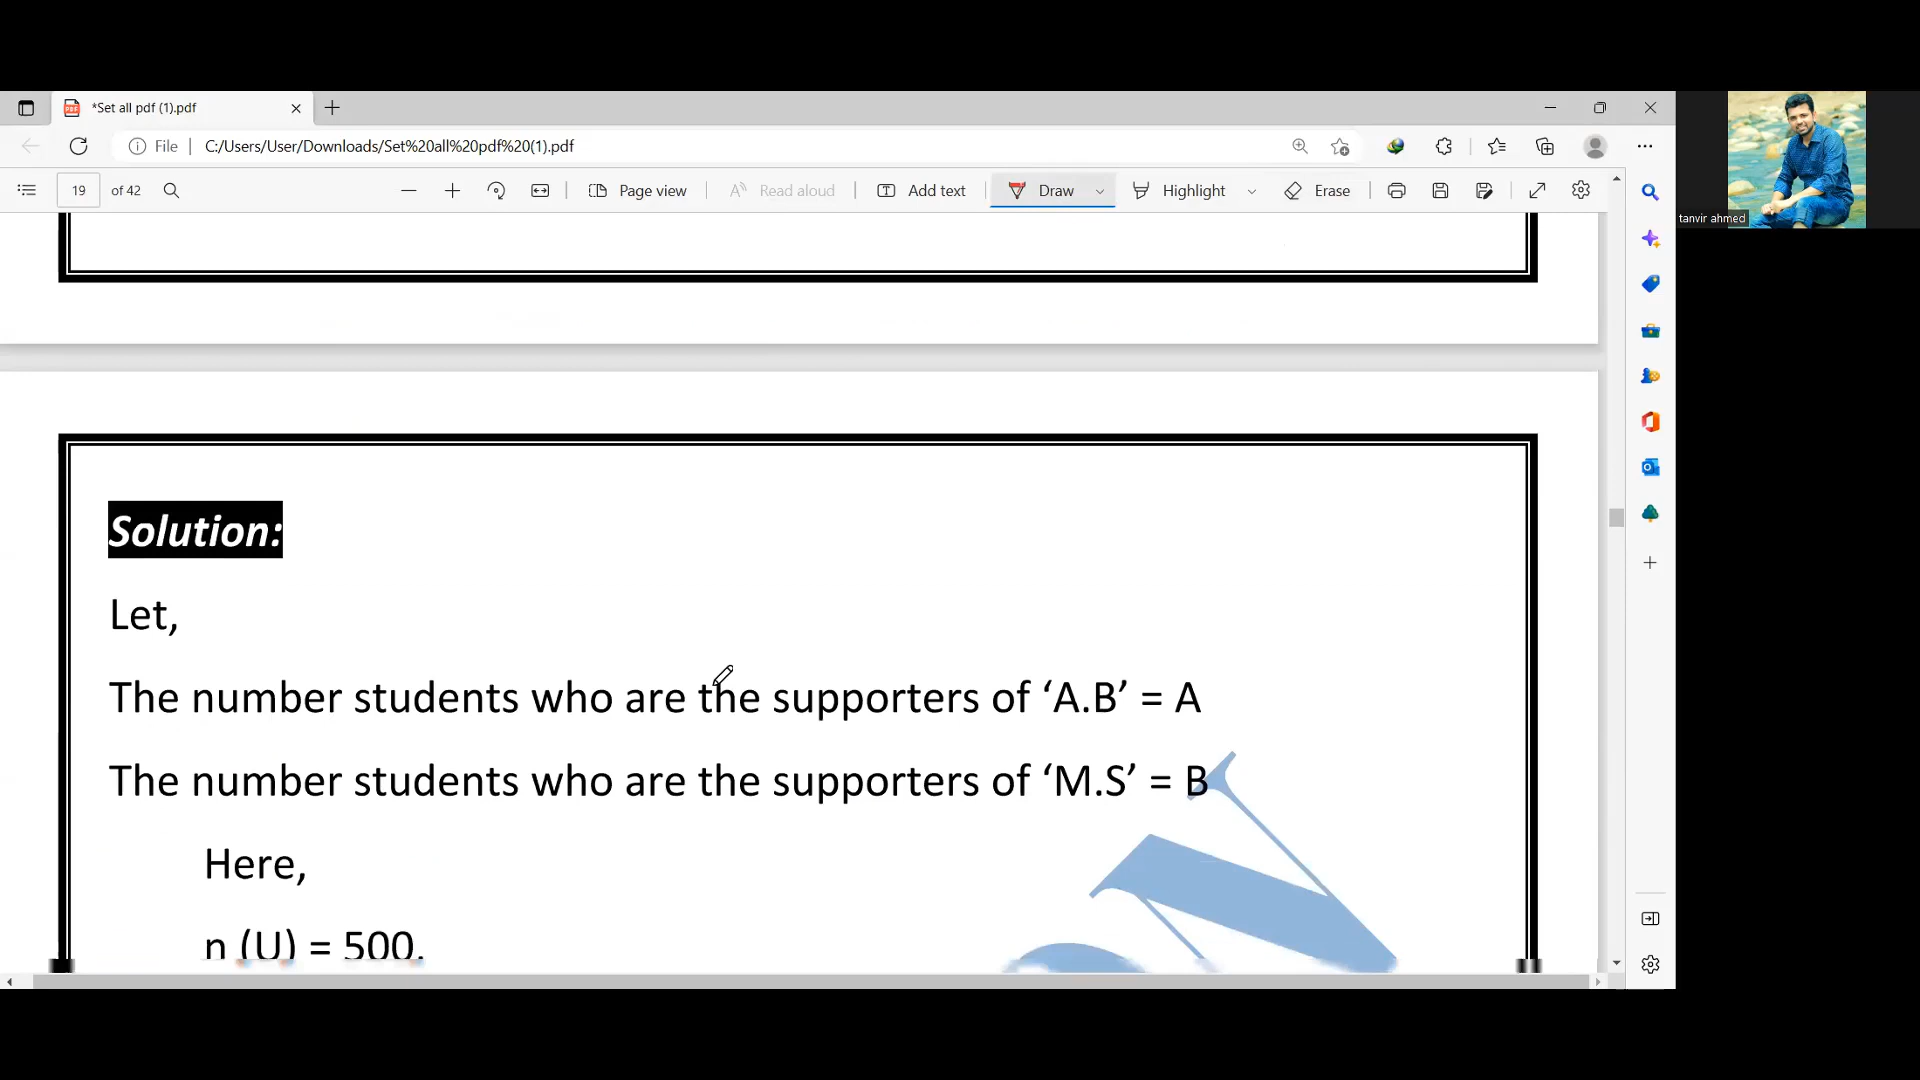 *Set all pdf (1).pdf
File
C:/Users/User/Downloads/Set%20all%20pdf%20(1).pdf
19 of 42
Page view
Read aloud
Add text
Draw
Highlight
Erase
tanvir ahmed
Solution:
Let,
The number students who are the supporters of ‘A.B’ = A
The number students who are the supporters of ‘M.S’ = B
Here,
n (U) = 500.